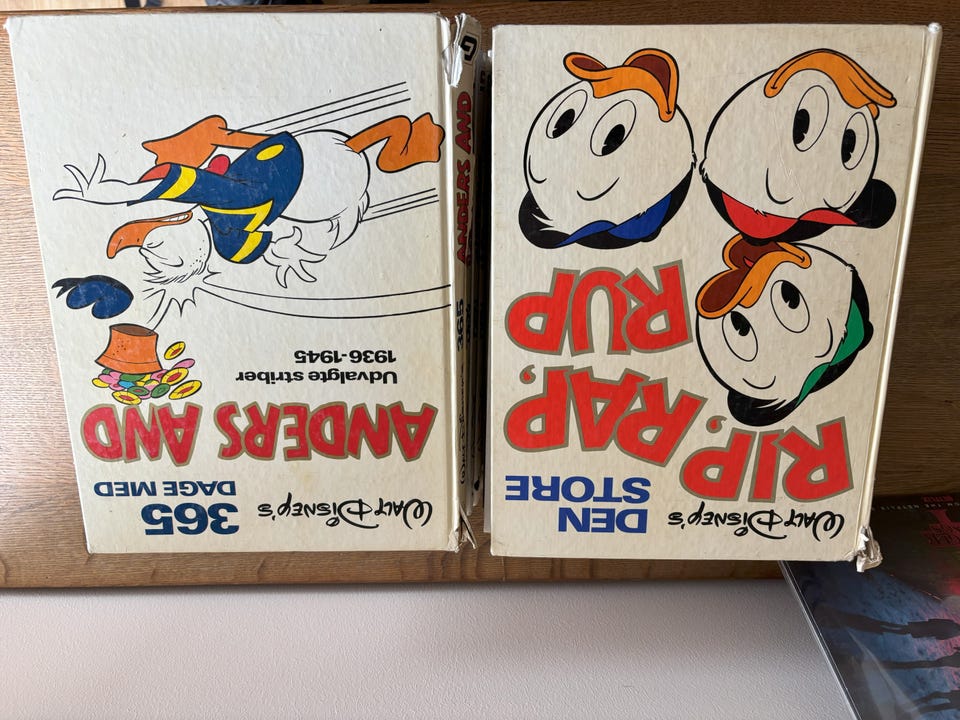 Walt Disney's
365
DAGE MED
ANDERS AND
Udvalgte striber
1936-1945
365
ANDERS AND
Walt Disney's
DEN
STORE
RIP, RAP,
RUP